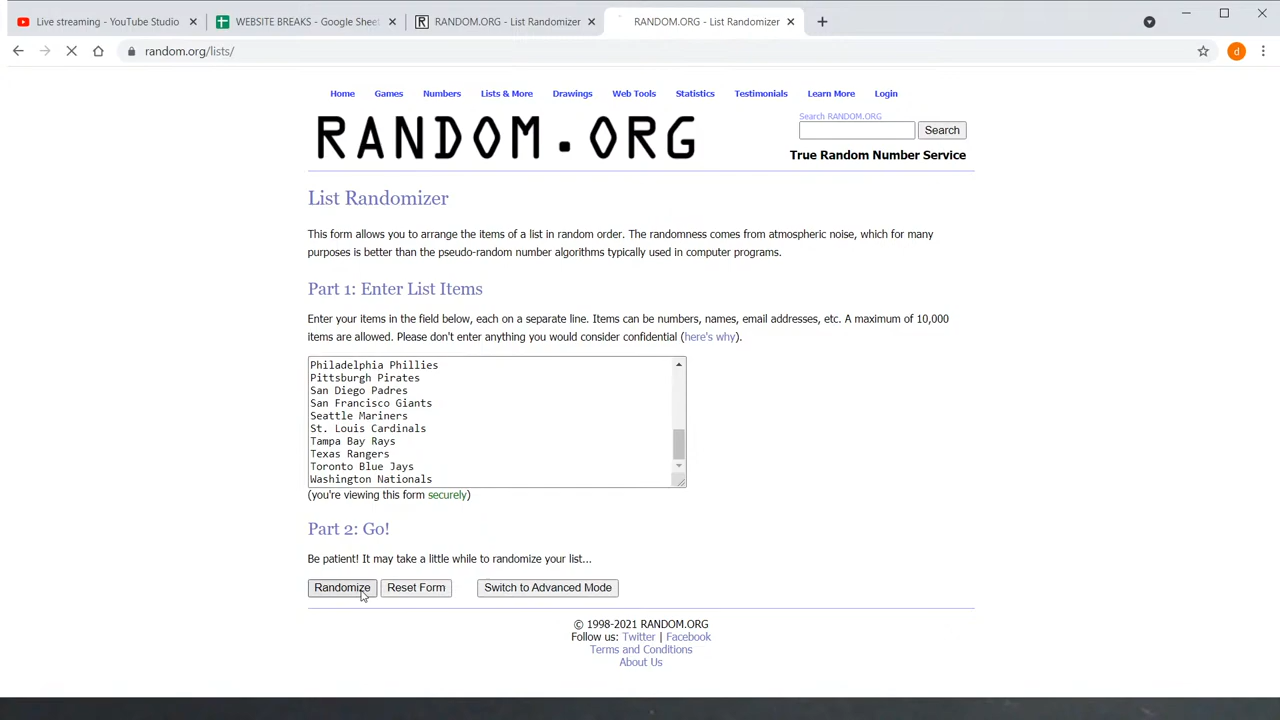 Live streaming - YouTube Studio
WEBSITE BREAKS - Google Sheet
RANDOM.ORG - List Randomizer
RANDOM.ORG - List Randomizer
random.org/lists/
d
Home Games Numbers Lists & More Drawings Web Tools Statistics Testimonials Learn More Login
RANDOM.ORG
Search RANDOM.ORG
Search
True Random Number Service
List Randomizer
This form allows you to arrange the items of a list in random order. The randomness comes from atmospheric noise, which for many
purposes is better than the pseudo-random number algorithms typically used in computer programs.
Part 1: Enter List Items
Enter your items in the field below, each on a separate line. Items can be numbers, names, email addresses, etc. A maximum of 10,000
items are allowed. Please don't enter anything you would consider confidential (here's why).
Philadelphia Phillies
Pittsburgh Pirates
San Diego Padres
San Francisco Giants
Seattle Mariners
St. Louis Cardinals
Tampa Bay Rays
Texas Rangers
Toronto Blue Jays
Washington Nationals
(you're viewing this form securely)
Part 2: Go!
Be patient! It may take a little while to randomize your list...
Randomize Reset Form Switch to Advanced Mode
© 1998-2021 RANDOM.ORG
Follow us: Twitter | Facebook
Terms and Conditions
About Us